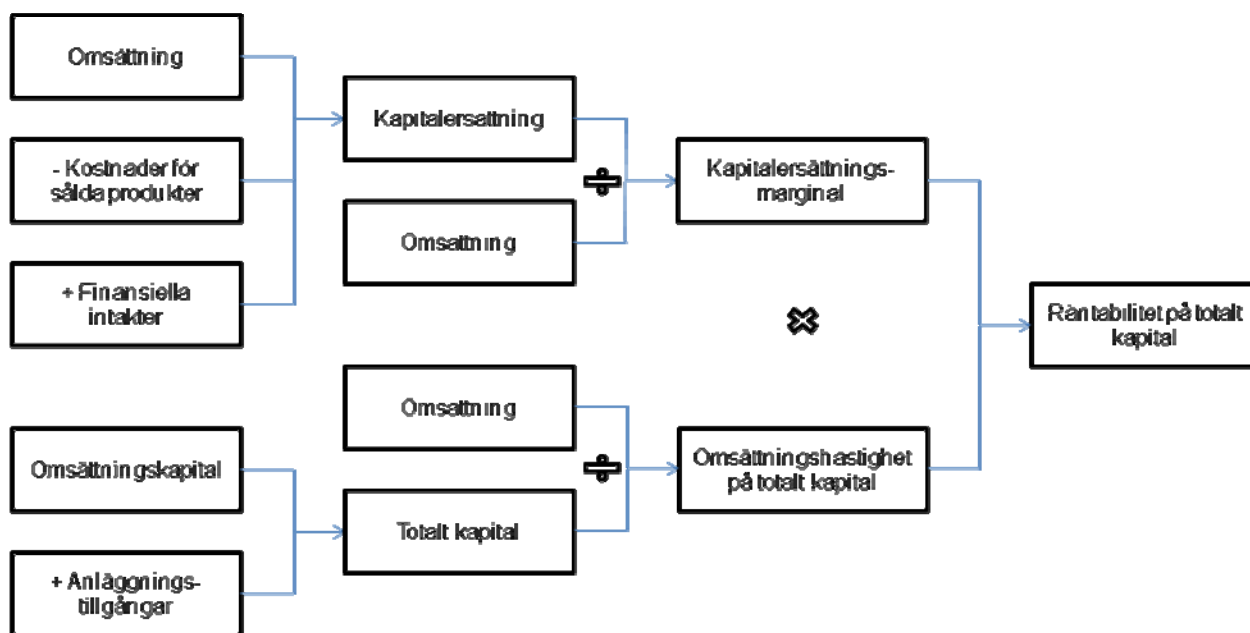 Omsättning
- Kostnader för
sålda produkter
+ Finansiella
intäkter
Omsättningskapital
+ Anläggnings-
tillgångar
Kapitalersättning
÷
Omsättning
Omsättning
÷
Totalt kapital
Kapitalersättnings-
marginal
Omsättningshastighet
på totalt kapital
Räntabilitet på totalt
kapital